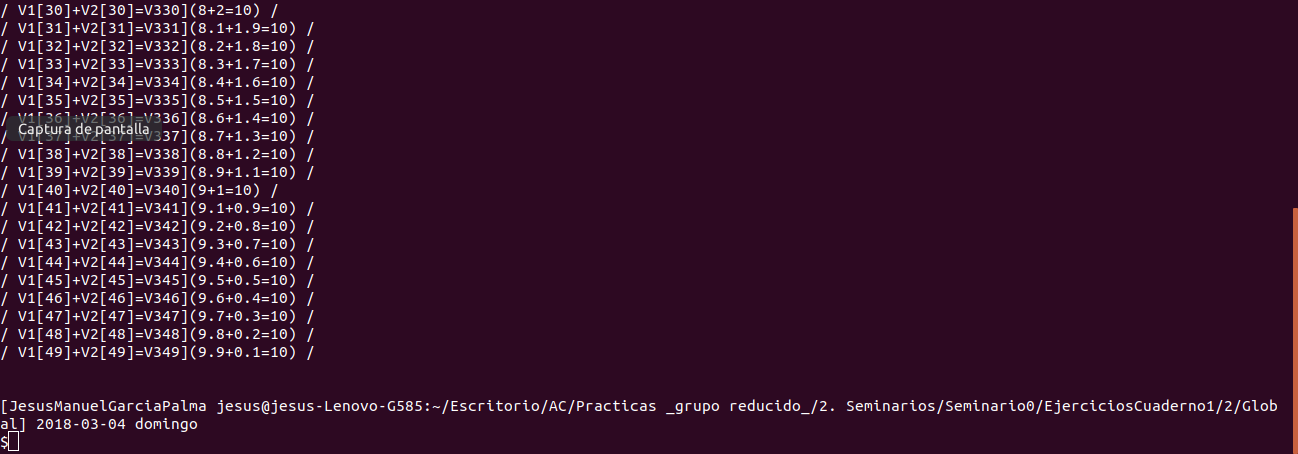 / V1[30]+V2[30]=V330](8+2=10) /
/ V1[31]+V2[31]=V331](8.1+1.9=10) /
/ V1[32]+V2[32]=V332](8.2+1.8=10) /
/ V1[33]+V2[33]=V333](8.3+1.7=10) /
/ V1[34]+V2[34]=V334](8.4+1.6=10) /
/ V1[35]+V2[35]=V335](8.5+1.5=10) /
/ V1[36]+V2[36]=V336](8.6+1.4=10) /
Captura de pantalla
/ V1[37]+V2[37]=V337](8.7+1.3=10) /
/ V1[38]+V2[38]=V338](8.8+1.2=10) /
/ V1[39]+V2[39]=V339](8.9+1.1=10) /
/ V1[40]+V2[40]=V340](9+1=10) /
/ V1[41]+V2[41]=V341](9.1+0.9=10) /
/ V1[42]+V2[42]=V342](9.2+0.8=10) /
/ V1[43]+V2[43]=V343](9.3+0.7=10) /
/ V1[44]+V2[44]=V344](9.4+0.6=10) /
/ V1[45]+V2[45]=V345](9.5+0.5=10) /
/ V1[46]+V2[46]=V346](9.6+0.4=10) /
/ V1[47]+V2[47]=V347](9.7+0.3=10) /
/ V1[48]+V2[48]=V348](9.8+0.2=10) /
/ V1[49]+V2[49]=V349](9.9+0.1=10) /
[JesusManuelGarciaPalma jesus@jesus-Lenovo-G585:~/Escritorio/AC/Practicas _grupo reducido_/2. Seminarios/Seminario0/EjerciciosCuaderno1/2/Glob
al] 2018-03-04 domingo
$